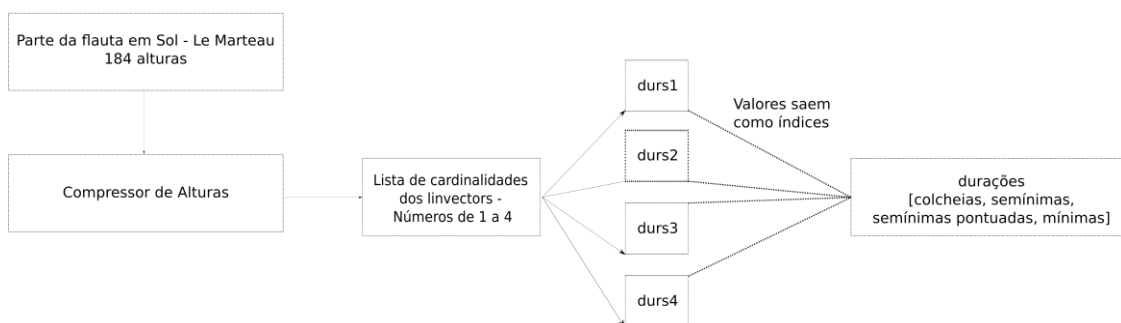 Parte da flauta em Sol - Le Marteau
184 alturas
Compressor de Alturas
Lista de cardinalidades
dos linvectors -
Números de 1 a 4
durs1
durs2
durs3
durs4
Valores saem
como índices
durações
[colcheias, semínimas,
semínimas pontuadas, mínimas]